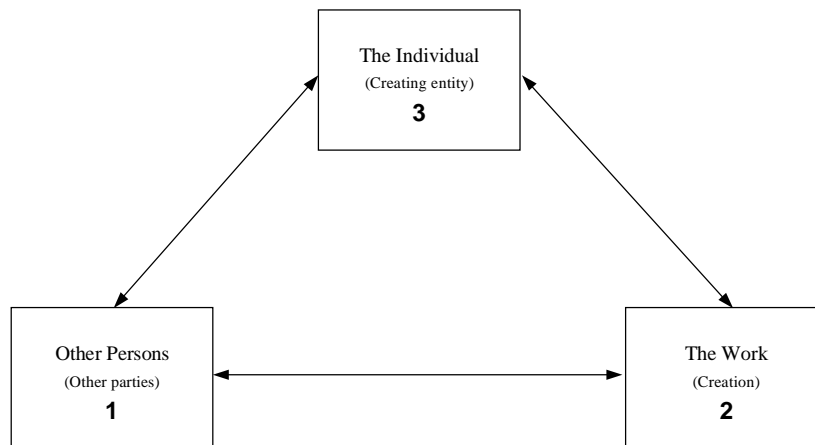 The Individual
(Creating entity)
3
Other Persons
(Other parties)
1
The Work
(Creation)
2